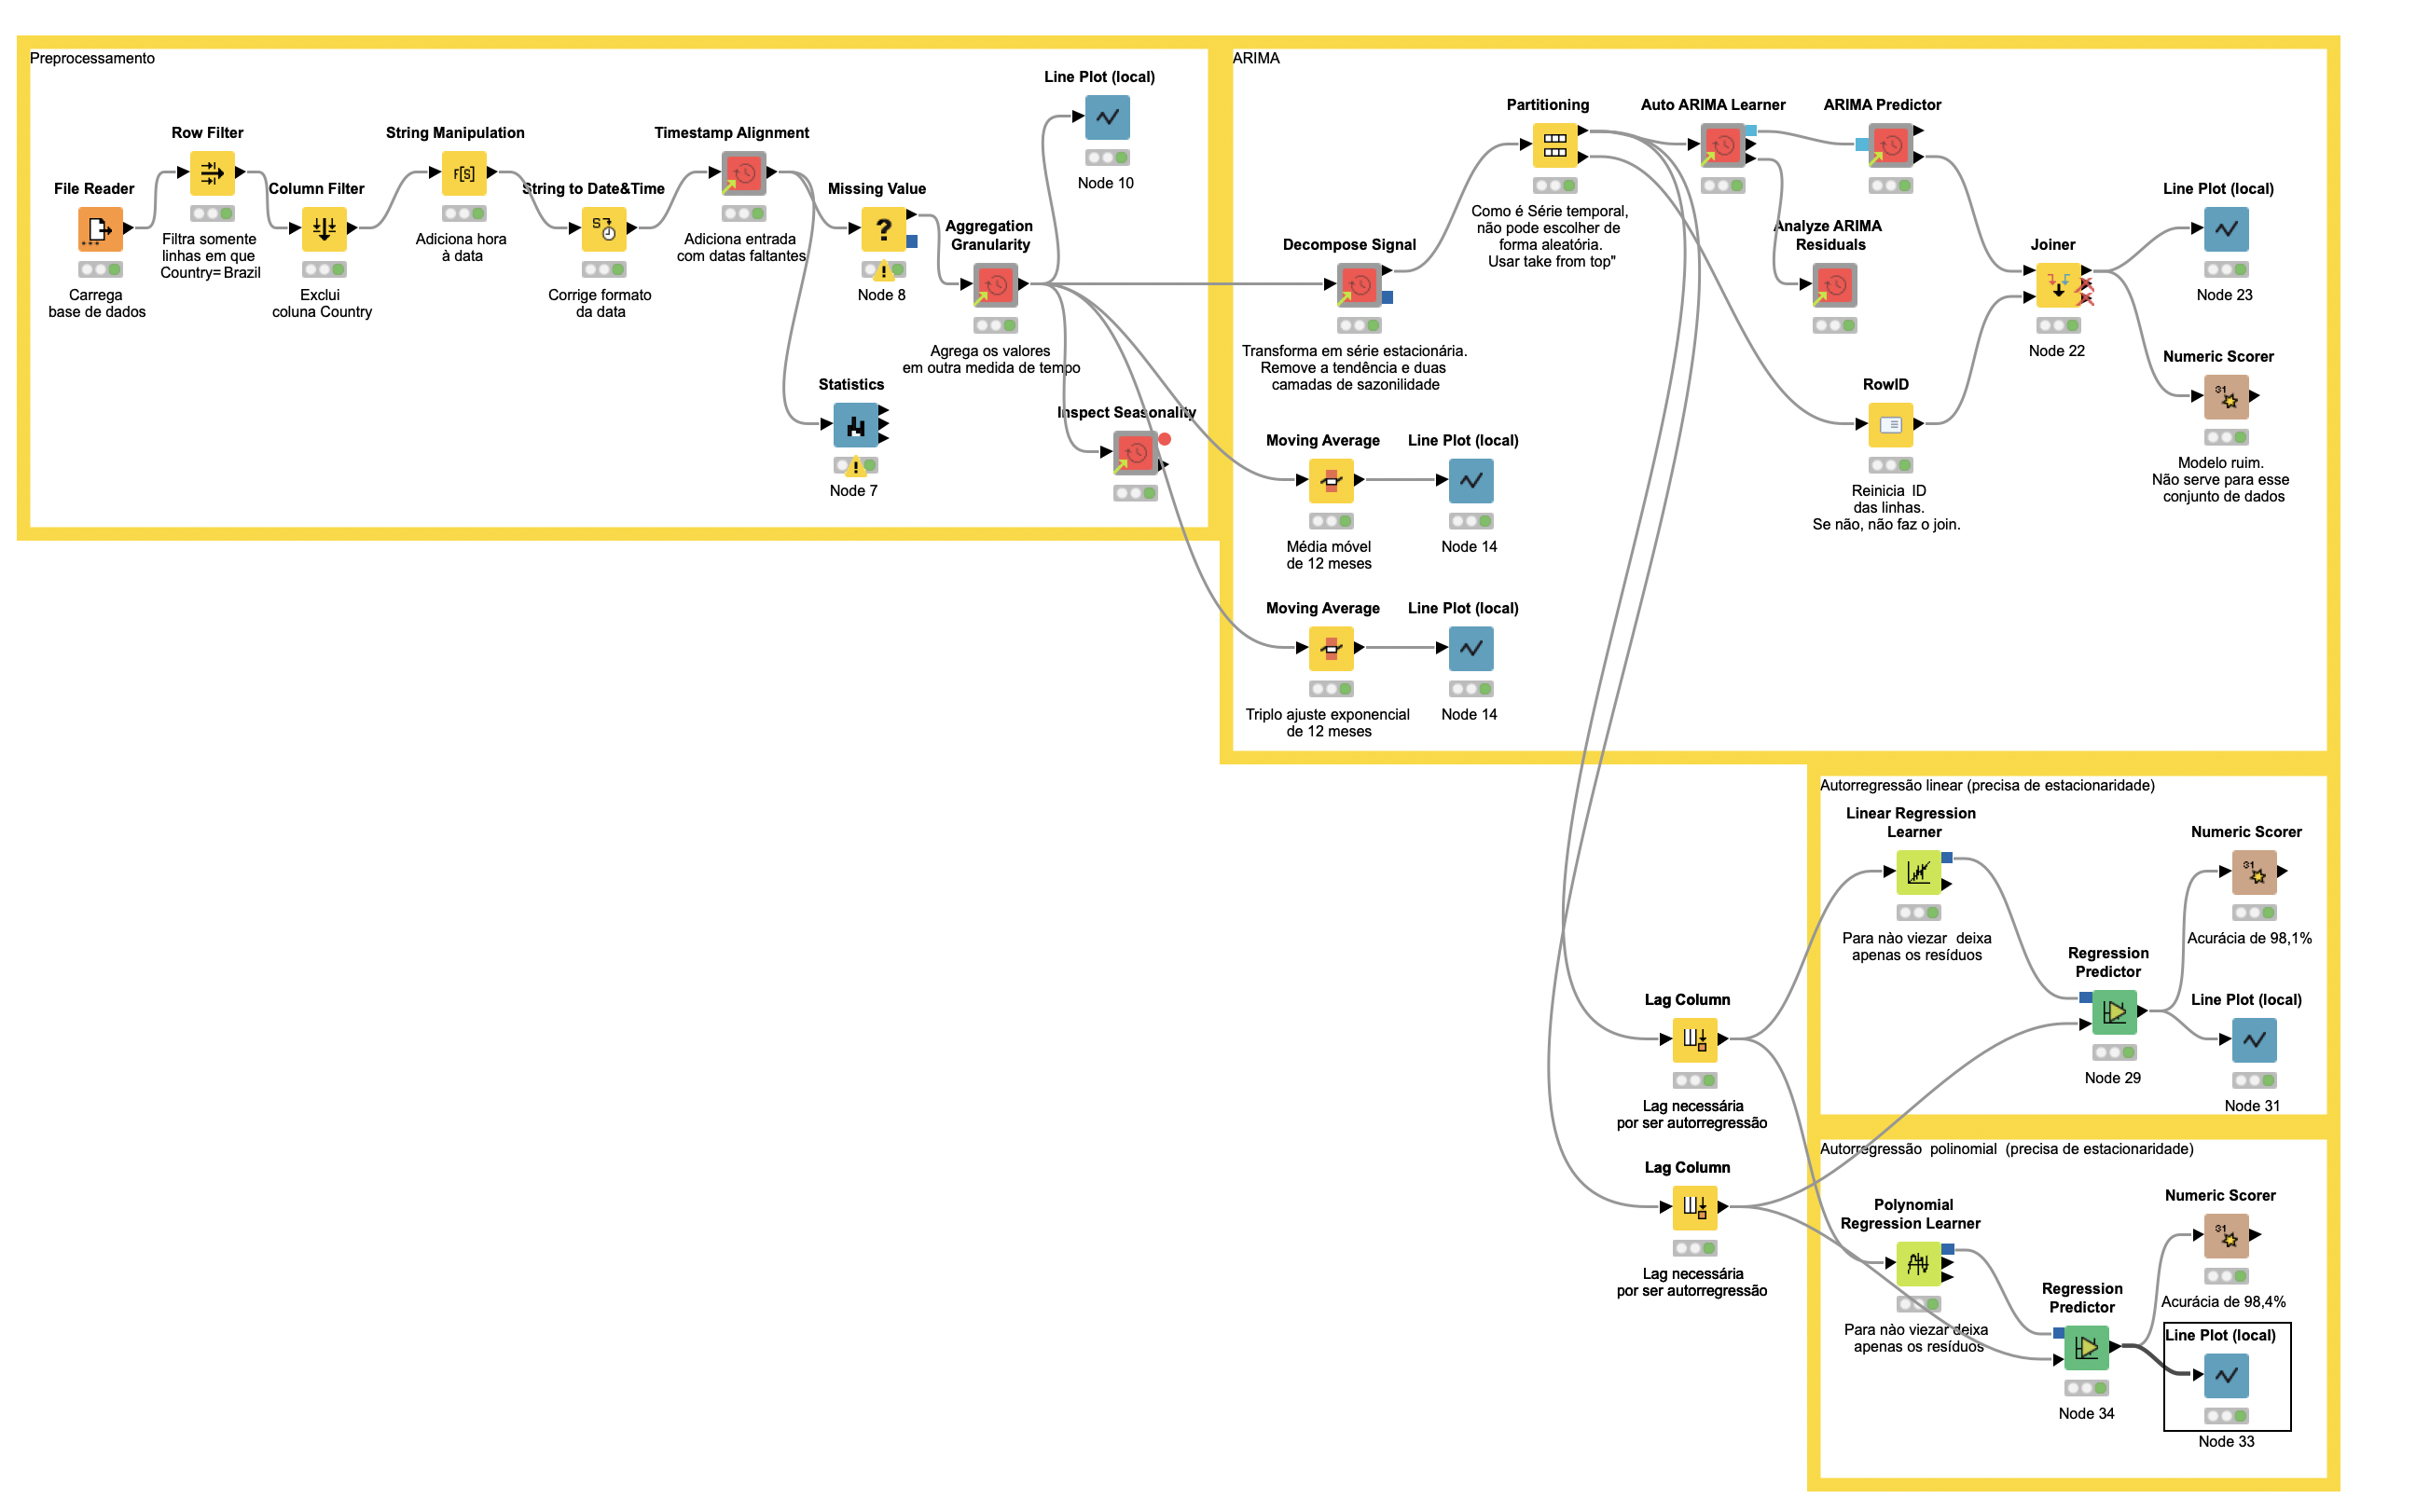 Preprocessamento
File Reader
Carrega
base de dados
Row Filter
Filtra somente
linhas em que
Country= Brazil
Column Filter
Exclui
coluna Country
String Manipulation
F[S]
Adiciona hora
à data
String to Date&Time
S
Corrige formato
da data
Timestamp Alignment
Adiciona entrada
com datas faltantes
Missing Value
?
Node 8
Statistics
Node 7
Aggregation
Granularity
Agrega os valores
em outra medida de tempo
Line Plot (local)
Node 10
Inspect Seasonality
ARIMA
Decompose Signal
Transforma em série estacionária.
Remove a tendência e duas
camadas de sazonilidade
Partitioning
Como é Série temporal,
não pode escolher de
forma aleatória.
Usar take from top"
Auto ARIMA Learner
ARIMA Predictor
Analyze ARIMA
Residuals
RowID
Reinicia  ID
das linhas.
Se não, não faz o join.
Joiner
Node 22
Line Plot (local)
Node 23
Numeric Scorer
31
Modelo ruim.
Não serve para esse
conjunto de dados
Moving Average
Média móvel
de 12 meses
Line Plot (local)
Node 14
Moving Average
Triplo ajuste exponencial
de 12 meses
Line Plot (local)
Node 14
Lag Column
Lag necessária
por ser autorregressão
Lag Column
Lag necessária
por ser autorregressão
Autorregressão linear (precisa de estacionaridade)
Linear Regression
Learner
Para nào viezar  deixa
apenas os resíduos
Regression
Predictor
Node 29
Numeric Scorer
31
Acurácia de 98,1%
Line Plot (local)
Node 31
Autorregressão  polinomial  (precisa de estacionaridade)
Polynomial
Regression Learner
Para nào viezar deixa
apenas os resíduos
Regression
Predictor
Node 34
Numeric Scorer
31
Acurácia de 98,4%
Line Plot (local)
Node 33